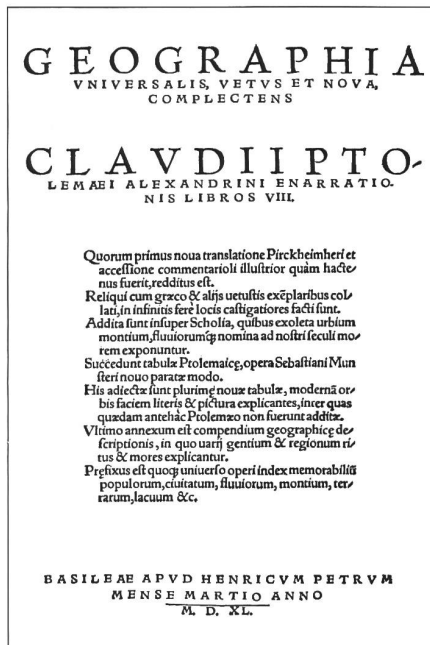 GEOGRAPHIA
VNIVERSALIS, VETVS ET NOVA,
COMPLECTENS
CLAVDII PTO-
LEMAEI ALEXANDRINI ENARRATIO-
NIS LIBROS VIII.
Quorum primus noua translatione Pirckheimheri et
accessione commentarioli illustrior quàm hacte-
nus fuerit, redditus est.
Reliqui cum græco & alijs uetustis exẽplaribus col-
lati, in infinitis ferè locis castigatiores facti sunt.
Addita sunt insuper Scholia, quibus exoleta urbium
montium, fluuiorumq́ꝫ nomina ad nostri seculi mo-
rem exponuntur.
Succedunt tabulæ Ptolemaicę, opera Sebastiani Mun
steri nouo paratæ modo.
His adiectæ sunt plurimę nouæ tabulæ, modernã or-
bis faciem literis & pictura explicantes, inter quas
quædam antehac Ptolemæo non fuerunt additæ.
Vltimo annexum est compendium geographicę de-
scriptionis, in quo uarij gentium & regionum ri-
tus & mores explicantur.
Pręfixus est quoqꝫ uniuerso operi index memorabiliũ
populorum, ciuitatum, fluuiorum, montium, ter-
rarum, lacuum &c.
BASILEAE APVD HENRICVM PETRVM
MENSE MARTIO ANNO
M. D. XL.